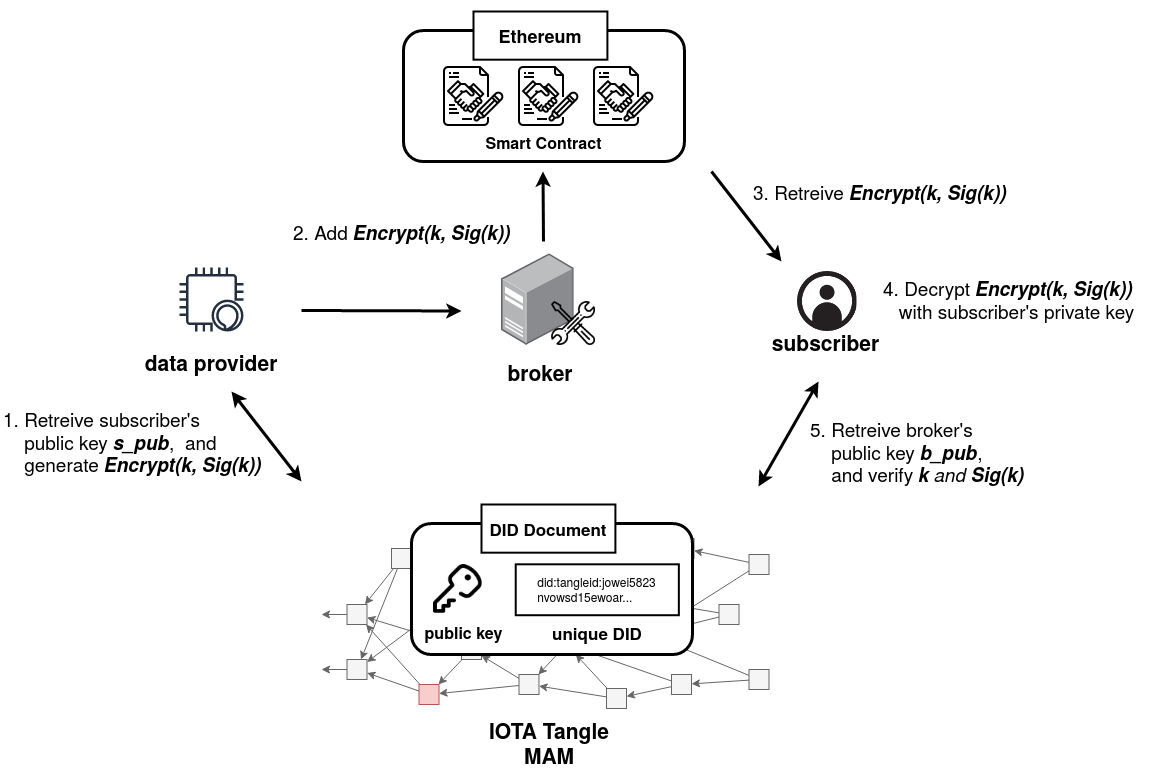 Ethereum
Smart Contract
3. Retreive Encrypt(k, Sig(k))
2. Add Encrypt(k, Sig(k))
4. Decrypt Encrypt(k, Sig(k))
with subscriber's private key
subscriber
data provider
broker
1. Retreive subscriber's
public key s_pub, and
generate Encrypt(k, Sig(k))
5. Retreive broker's
public key b_pub,
and verify k and Sig(k)
DID Document
did:tangleid:jowei5823
nvowsd15ewoar...
public key
unique DID
IOTA Tangle
MAM